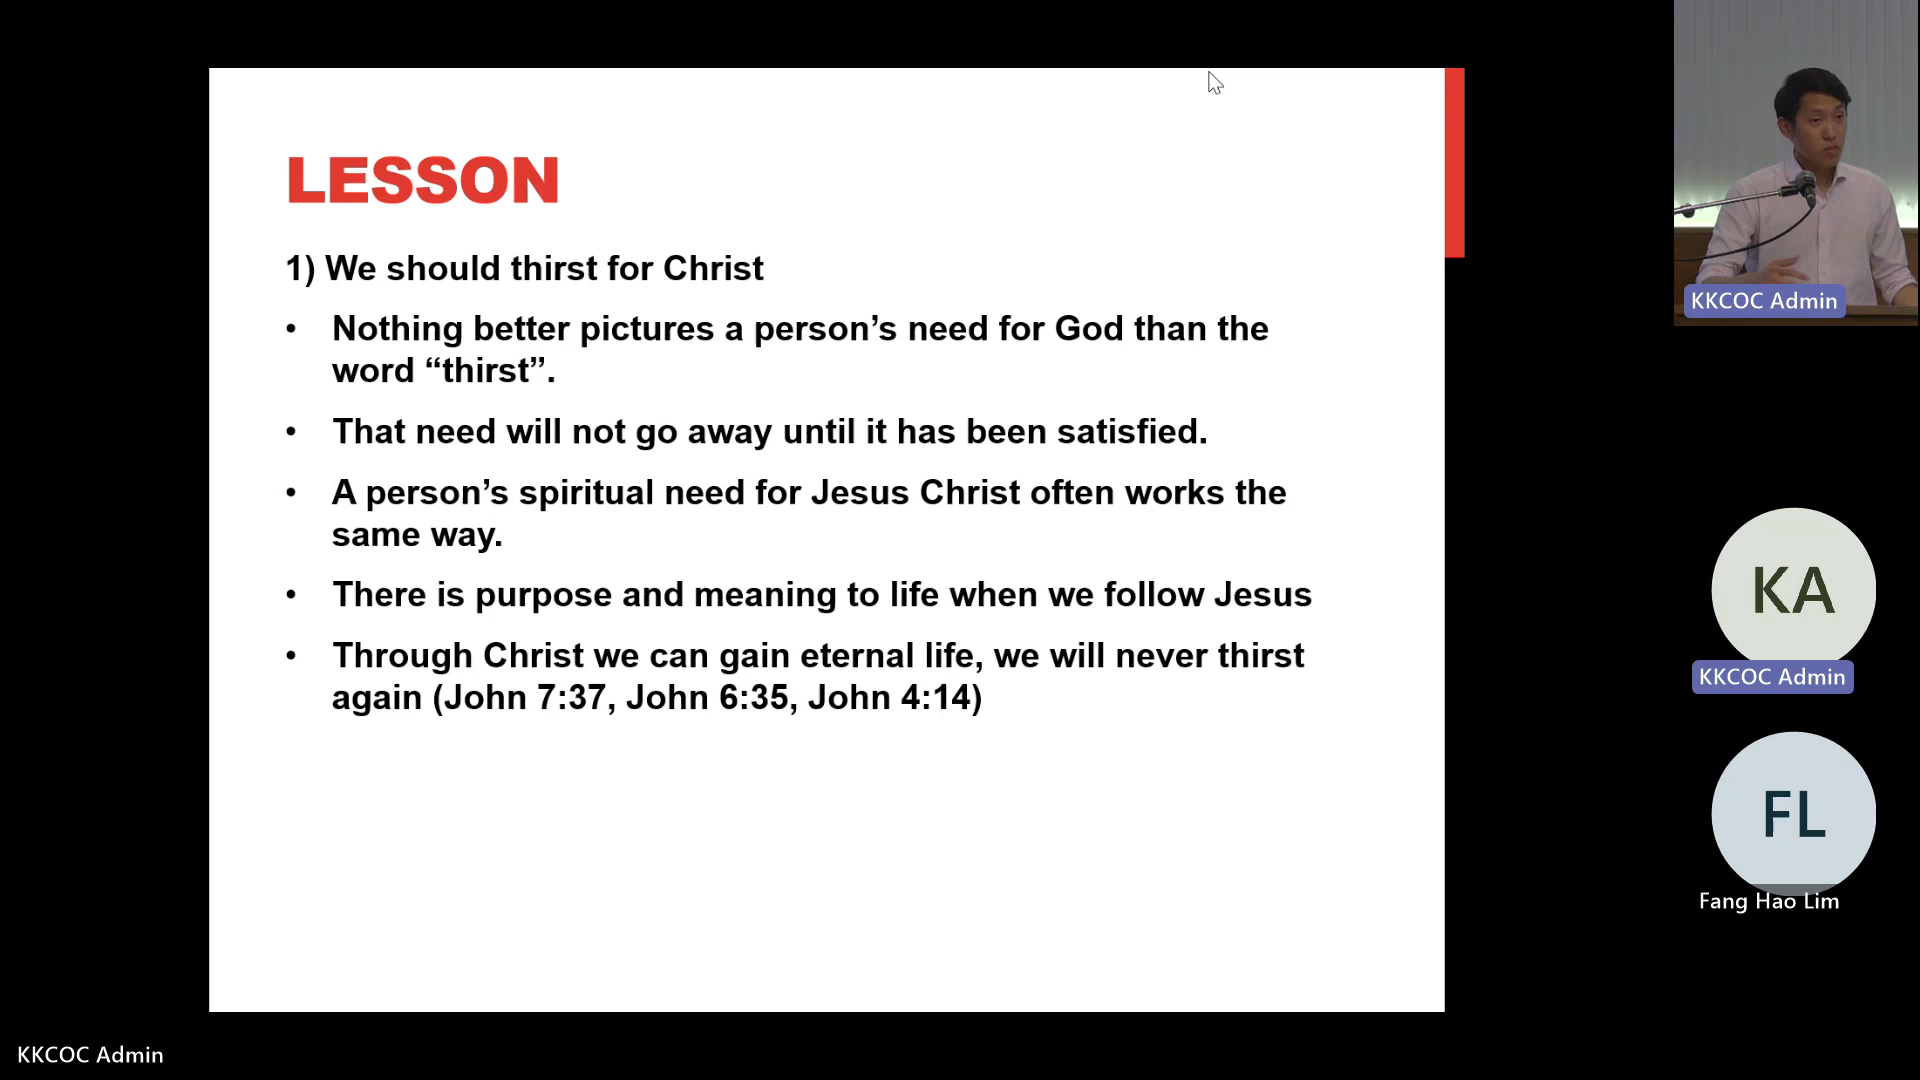 LESSON
1) We should thirst for Christ
• Nothing better pictures a person’s need for God than the
word “thirst”.
• That need will not go away until it has been satisfied.
• A person’s spiritual need for Jesus Christ often works the
same way.
• There is purpose and meaning to life when we follow Jesus
• Through Christ we can gain eternal life, we will never thirst
again (John 7:37, John 6:35, John 4:14)
KKCOC Admin
KA
KKCOC Admin
FL
Fang Hao Lim
KKCOC Admin